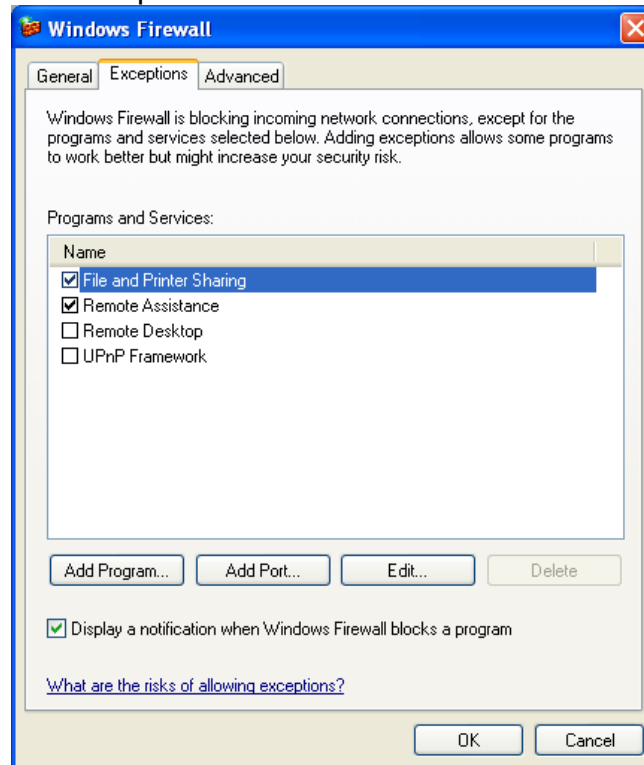 Windows Firewall
General Exceptions Advanced
Windows Firewall is blocking incoming network connections, except for the
programs and services selected below. Adding exceptions allows some programs
to work better but might increase your security risk.
Programs and Services:
Name
File and Printer Sharing
Remote Assistance
Remote Desktop
UPnP Framework
Add Program... Add Port... Edit... Delete
Display a notification when Windows Firewall blocks a program
What are the risks of allowing exceptions?
OK Cancel